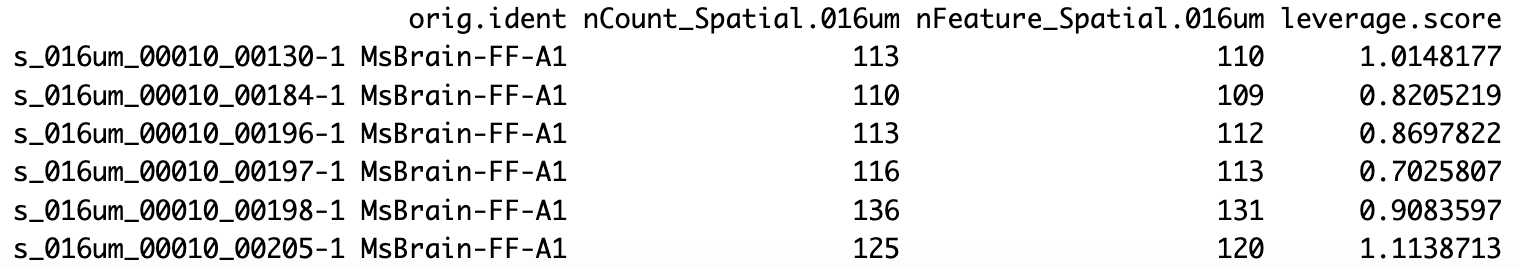 orig.ident nCount_Spatial.016um nFeature_Spatial.016um leverage.score
s_016um_00010_00130-1 MsBrain-FF-A1 113 110 1.0148177
s_016um_00010_00184-1 MsBrain-FF-A1 110 109 0.8205219
s_016um_00010_00196-1 MsBrain-FF-A1 113 112 0.8697822
s_016um_00010_00197-1 MsBrain-FF-A1 116 113 0.7025807
s_016um_00010_00198-1 MsBrain-FF-A1 136 131 0.9083597
s_016um_00010_00205-1 MsBrain-FF-A1 125 120 1.1138713